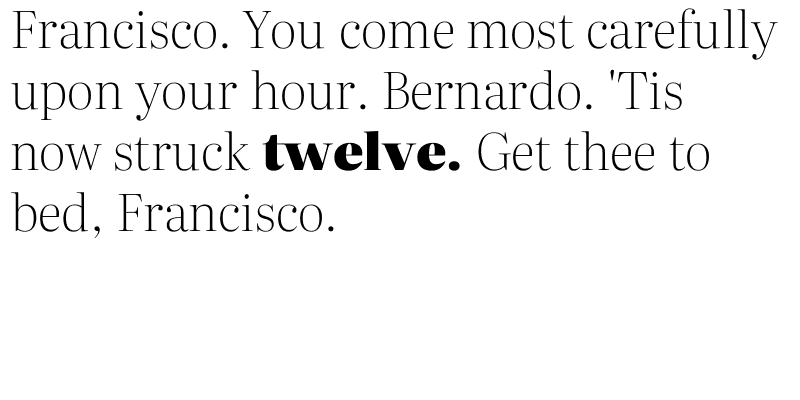 Francisco. You come most carefully
upon your hour. Bernardo. 'Tis
now struck twelve. Get thee to
bed, Francisco.